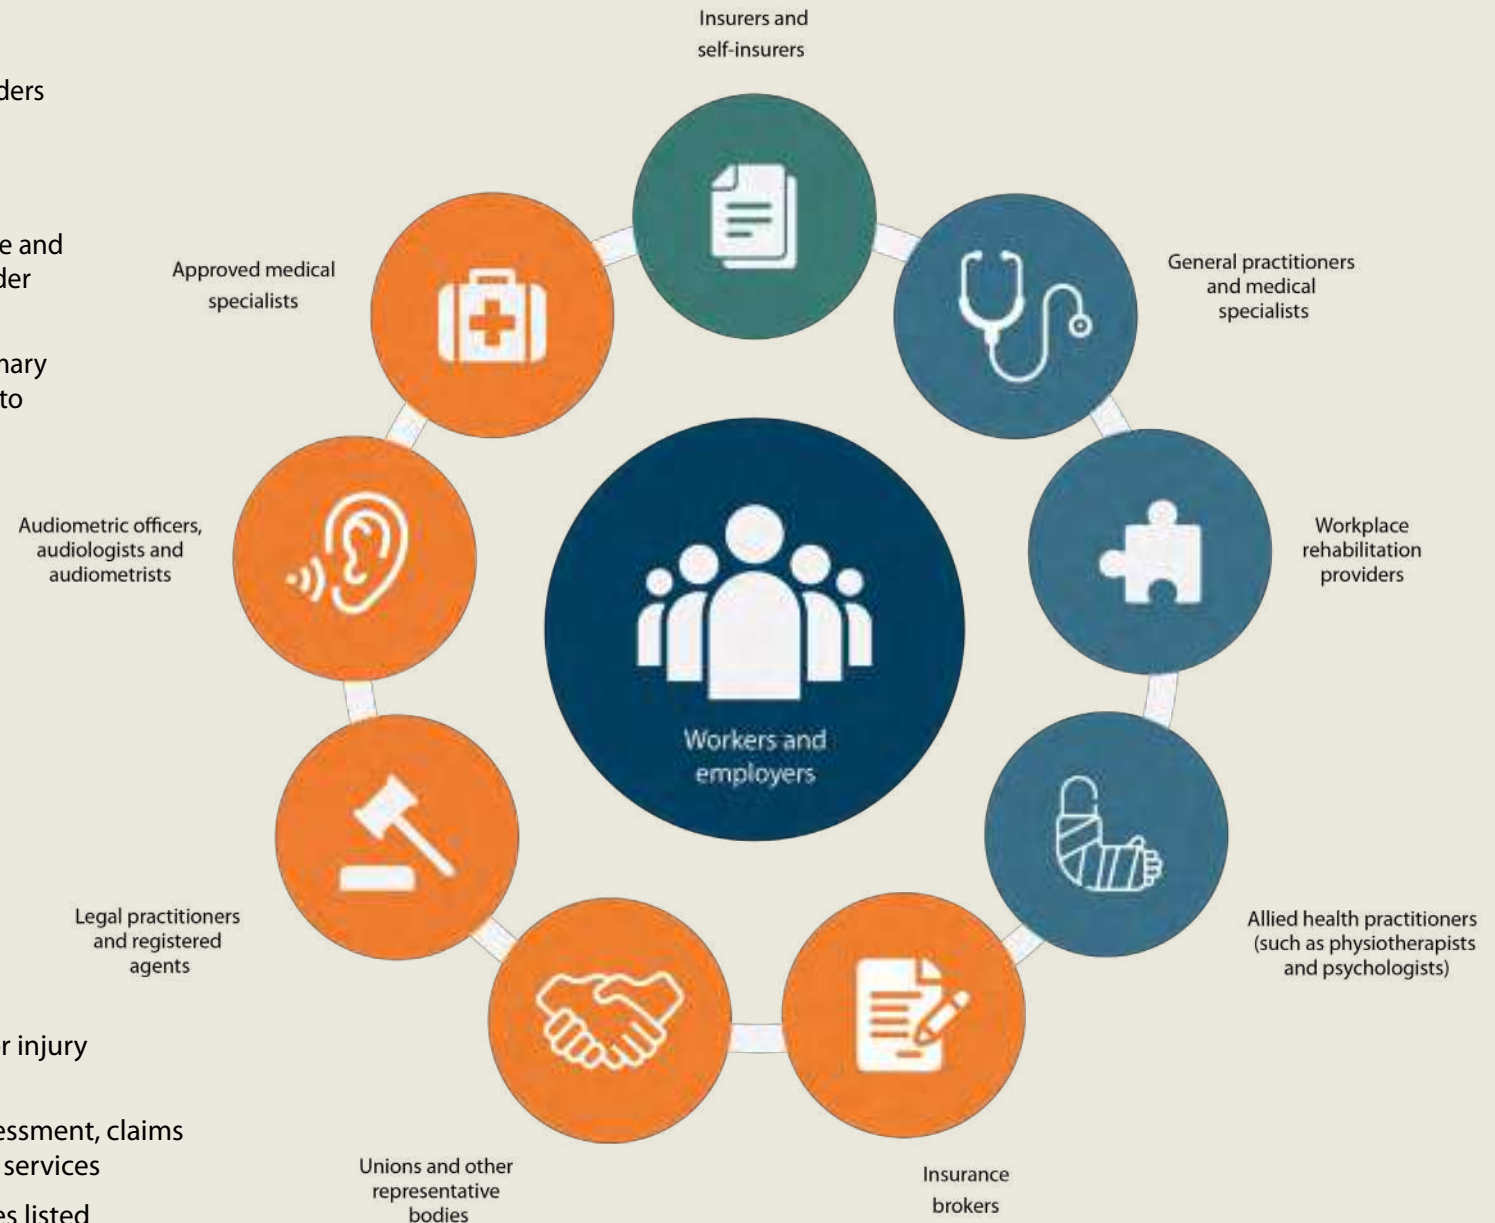 ders
e and
der
nary
to
r injury
essment, claims
services
es listed
Insurers and
self-insurers
General practitioners
and medical
specialists
Workplace
rehabilitation
providers
Allied health practitioners
(such as physiotherapists
and psychologists)
Insurance
brokers
Unions and other
representative
bodies
Legal practitioners
and registered
agents
Audiometric officers,
audiologists and
audiometrists
Approved medical
specialists
Workers and
employers